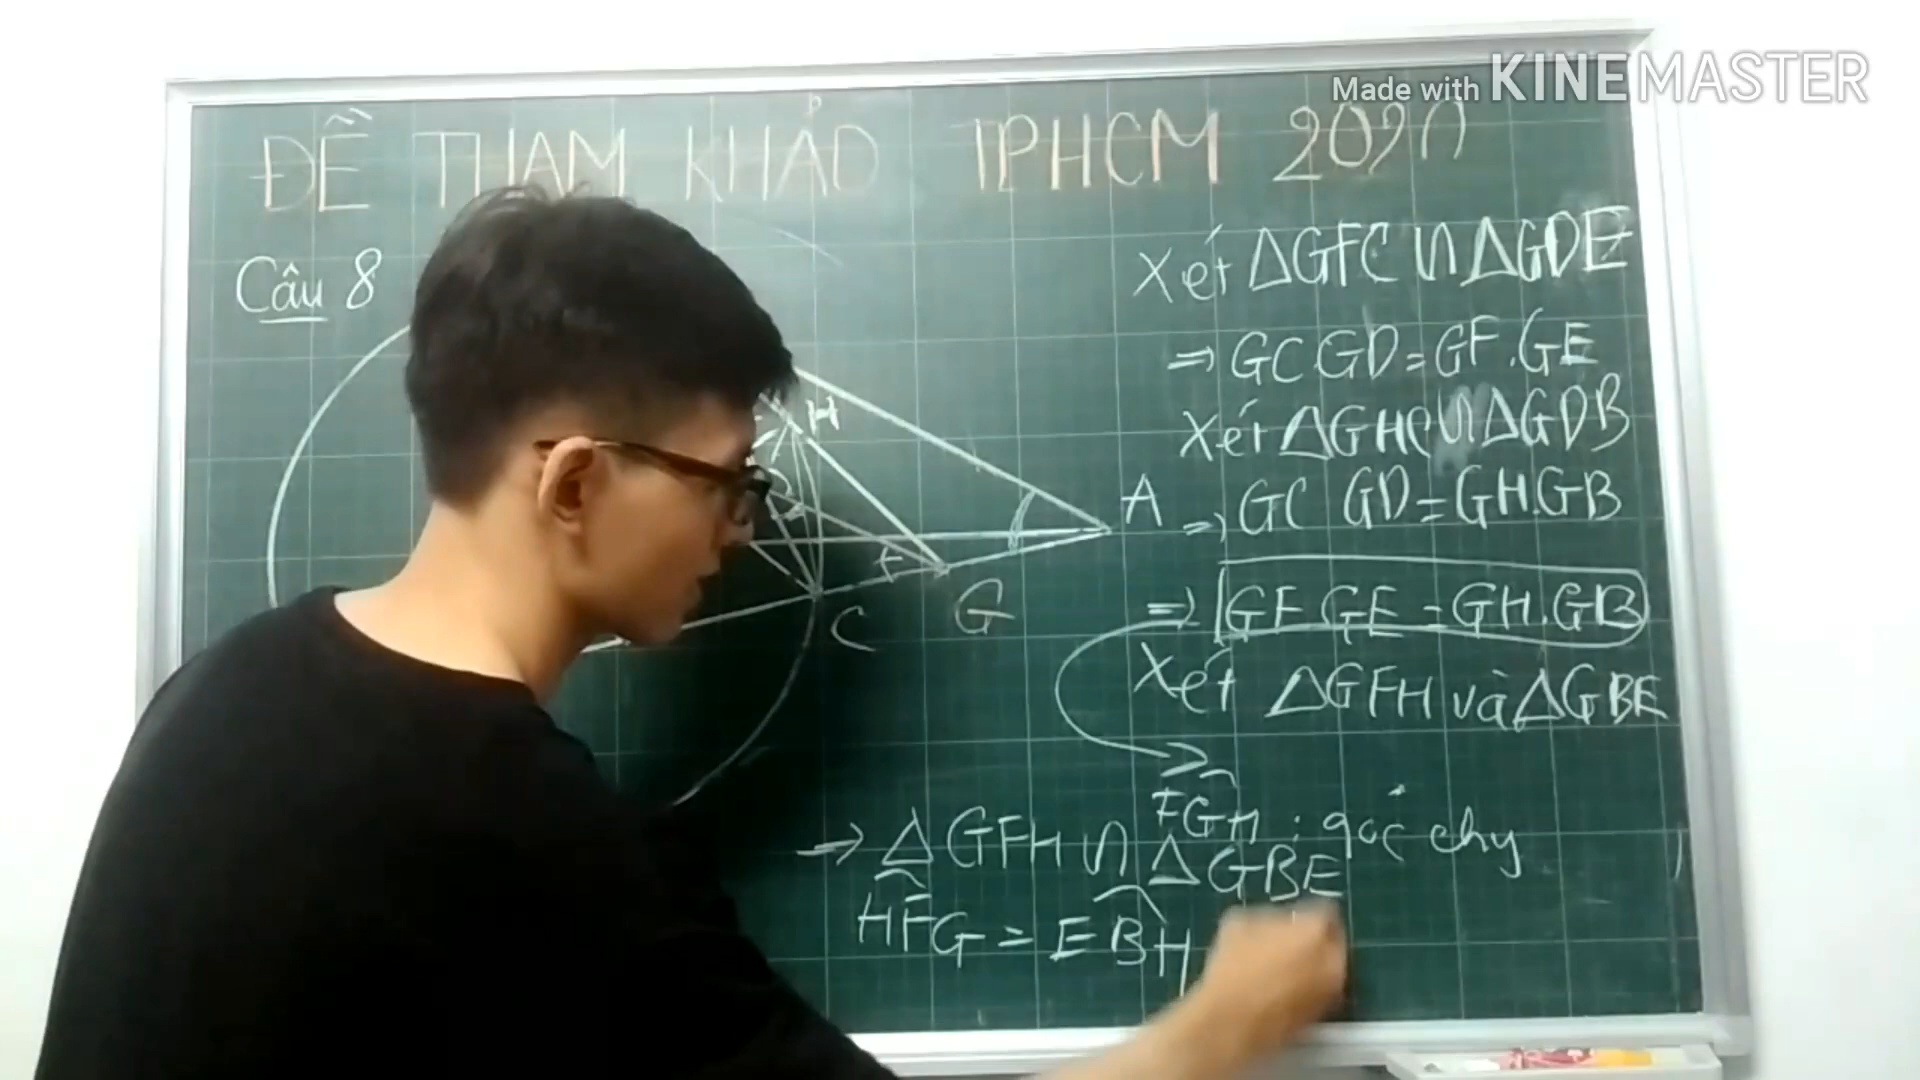 Made with KINEMASTER
ĐỀ THAM KHẢO TPHCM 2020
Câu 8
Xét ΔGFC ∽ ΔGDE
⇒ GC.GD = GF.GE
Xét ΔGHC ∽ ΔGDB
⇒ GC GD = GH.GB
⇒ GF GE = GH.GB
Xét ΔGFH và ΔGBE
FGH : góc chung
→ ΔGFH ∽ ΔGBE
HFG = EBH
H
A
G
C